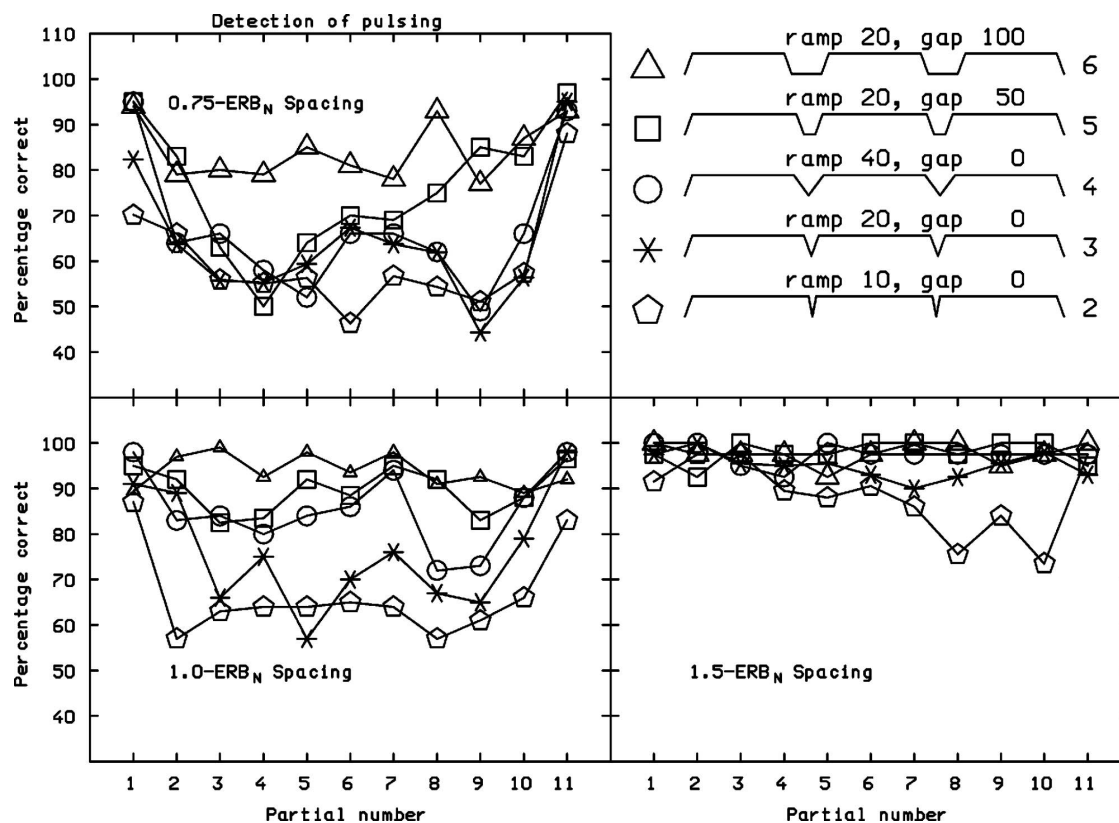 Detection of pulsing
Percentage correct
110
100
90
80
70
60
50
40
0.75-ERB_N Spacing
ramp 20, gap 100
6
ramp 20, gap 50
5
ramp 40, gap 0
4
ramp 20, gap 0
3
ramp 10, gap 0
2
Percentage correct
100
90
80
70
60
50
40
1.0-ERB_N Spacing
1 2 3 4 5 6 7 8 9 10 11
Partial number
1.5-ERB_N Spacing
1 2 3 4 5 6 7 8 9 10 11
Partial number